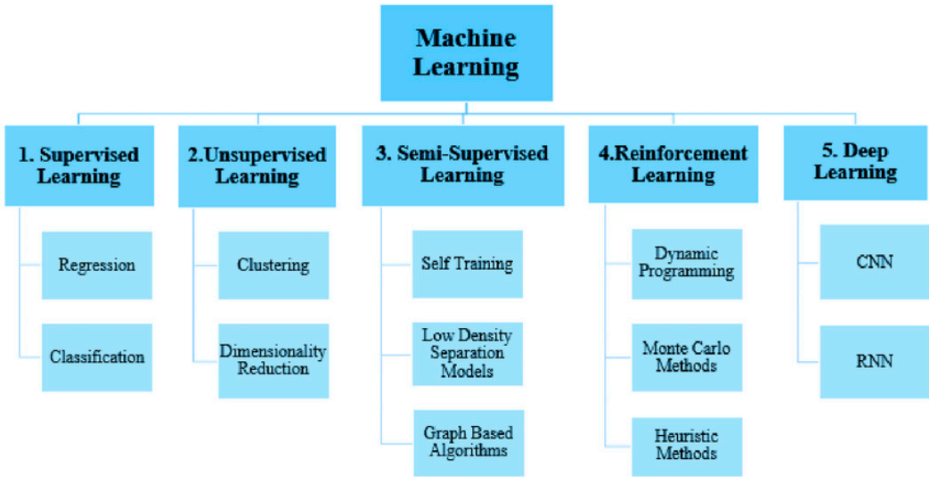 Machine
Learning
1. Supervised
Learning
2.Unsupervised
Learning
3. Semi-Supervised
Learning
4.Reinforcement
Learning
5. Deep
Learning
Regression
Classification
Clustering
Dimensionality
Reduction
Self Training
Low Density
Separation
Models
Graph Based
Algorithms
Dynamic
Programming
Monte Carlo
Methods
Heuristic
Methods
CNN
RNN